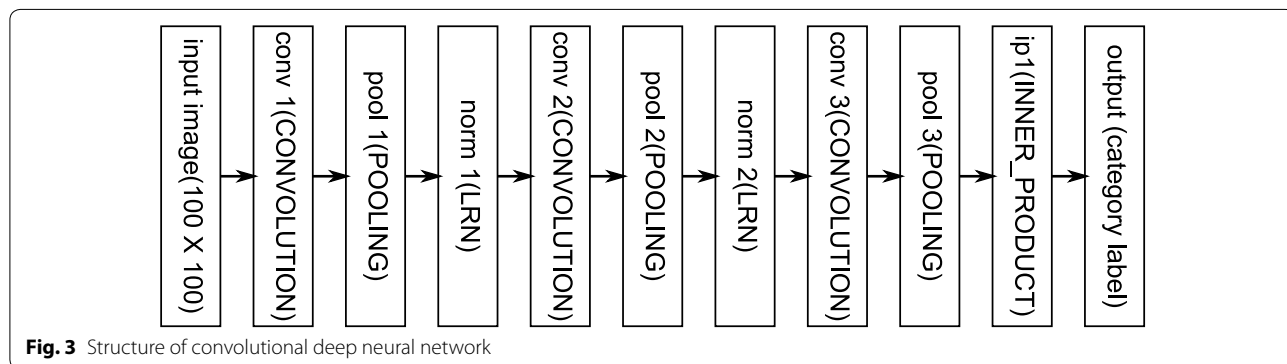 input image(100 X 100)
conv 1(CONVOLUTION)
pool 1(POOLING)
norm 1(LRN)
conv 2(CONVOLUTION)
pool 2(POOLING)
norm 2(LRN)
conv 3(CONVOLUTION)
pool 3(POOLING)
ip1(INNER_PRODUCT)
output (category label)
Fig. 3 Structure of convolutional deep neural network